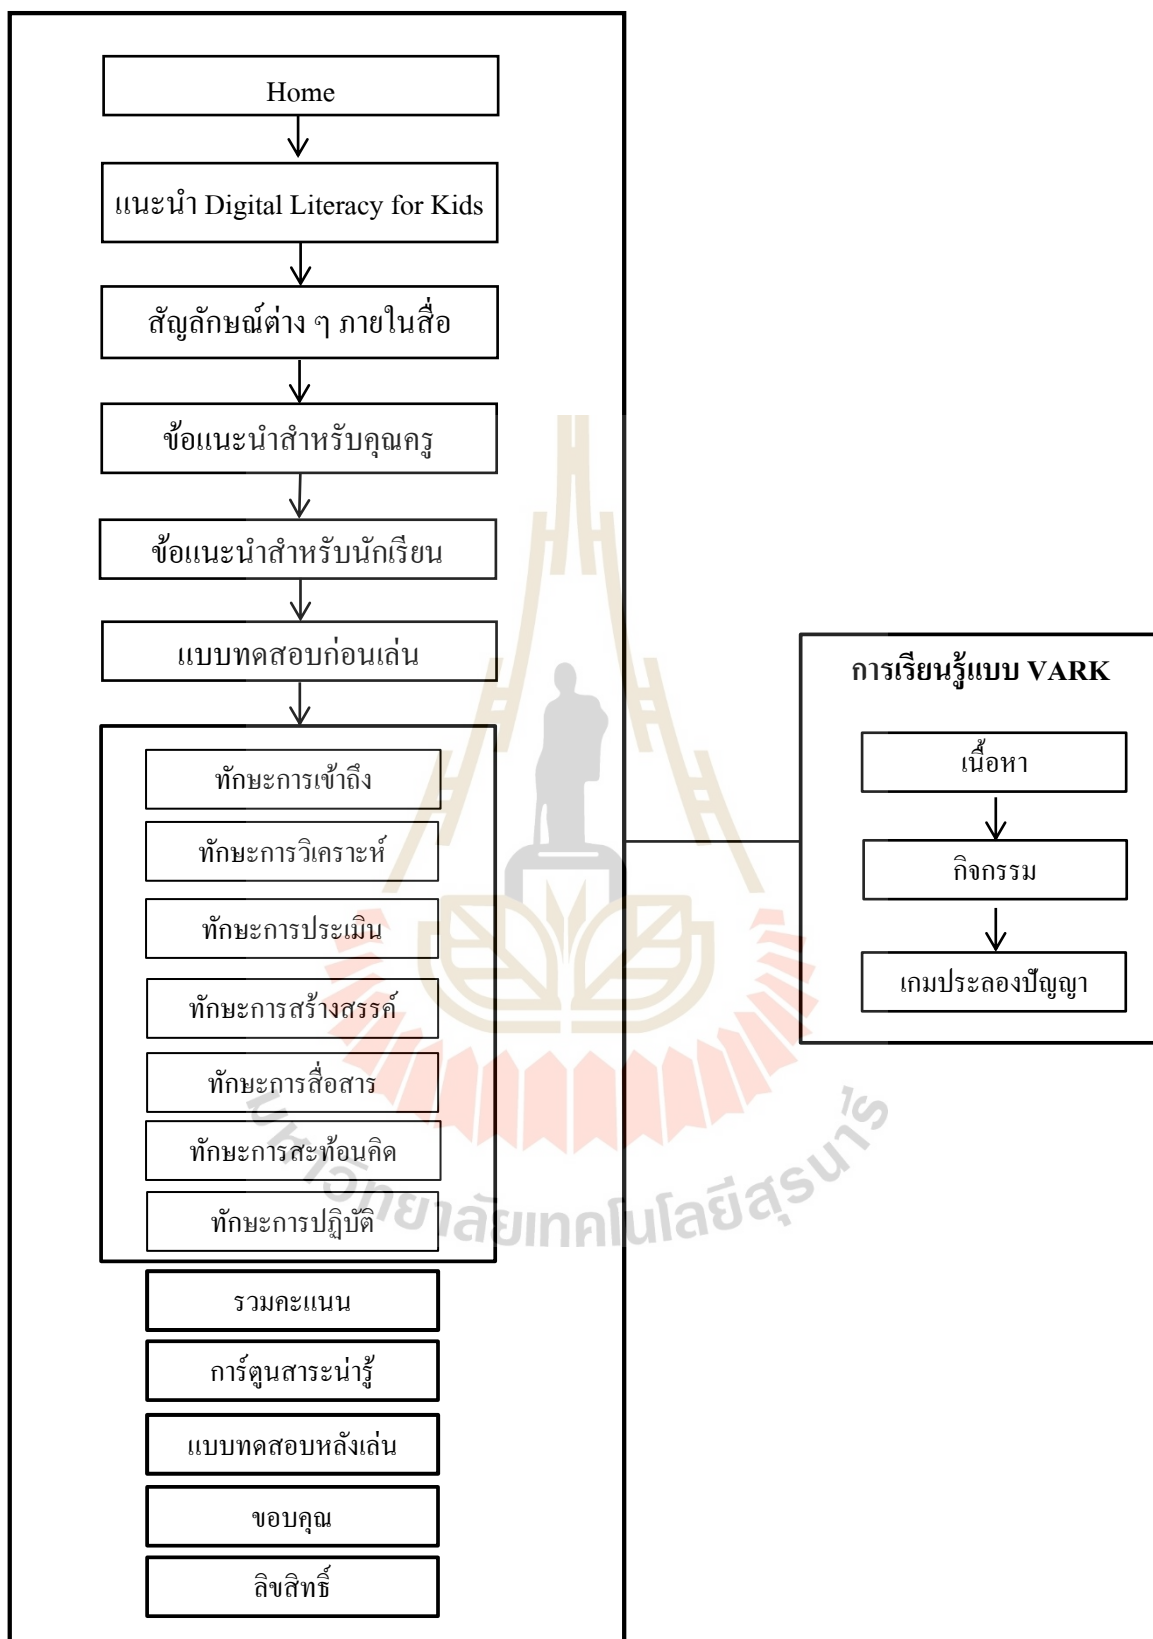 Home
แนะนำ Digital Literacy for Kids
สัญลักษณ์ต่าง ๆ ภายในสื่อ
ข้อแนะนำสำหรับคุณครู
ข้อแนะนำสำหรับนักเรียน
แบบทดสอบก่อนเล่น
ทักษะการเข้าถึง
ทักษะการวิเคราะห์
ทักษะการประเมิน
ทักษะการสร้างสรรค์
ทักษะการสื่อสาร
ทักษะการสะท้อนคิด
ทักษะการปฏิบัติ
รวมคะแนน
การ์ตูนสาระน่ารู้
แบบทดสอบหลังเล่น
ขอบคุณ
ลิขสิทธิ์
การเรียนรู้แบบ VARK
เนื้อหา
กิจกรรม
เกมประลองปัญญา
มหาวิทยาลัยเทคโนโลยีสุรนารี